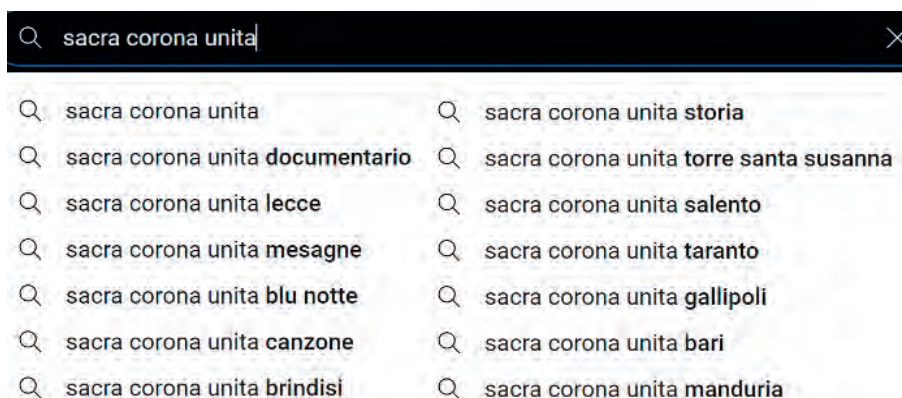 sacra corona unita
sacra corona unita
sacra corona unita documentario
sacra corona unita lecce
sacra corona unita mesagne
sacra corona unita blu notte
sacra corona unita canzone
sacra corona unita brindisi
sacra corona unita storia
sacra corona unita torre santa susanna
sacra corona unita salento
sacra corona unita taranto
sacra corona unita gallipoli
sacra corona unita bari
sacra corona unita manduria